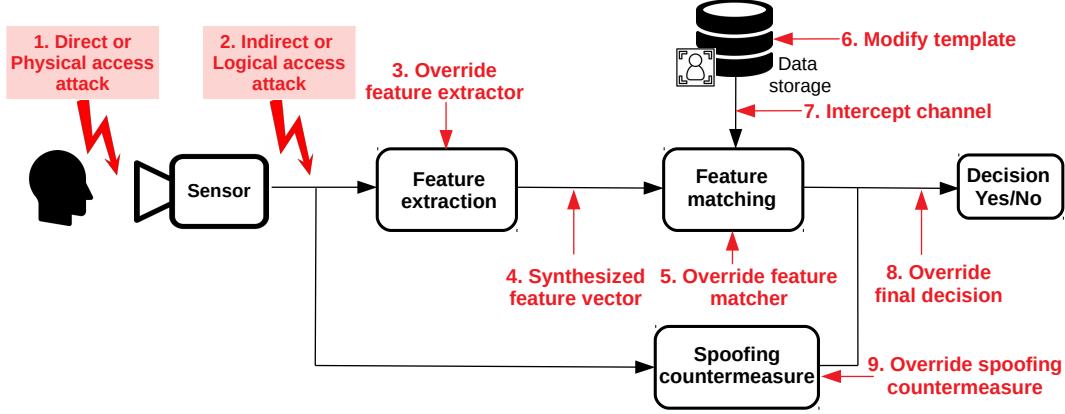 1. Direct or
Physical access
attack
2. Indirect or
Logical access
attack
3. Override
feature extractor
6. Modify template
Data
storage
7. Intercept channel
Sensor
Feature
extraction
Feature
matching
Decision
Yes/No
4. Synthesized
feature vector
5. Override feature
matcher
8. Override
final decision
Spoofing
countermeasure
9. Override spoofing
countermeasure